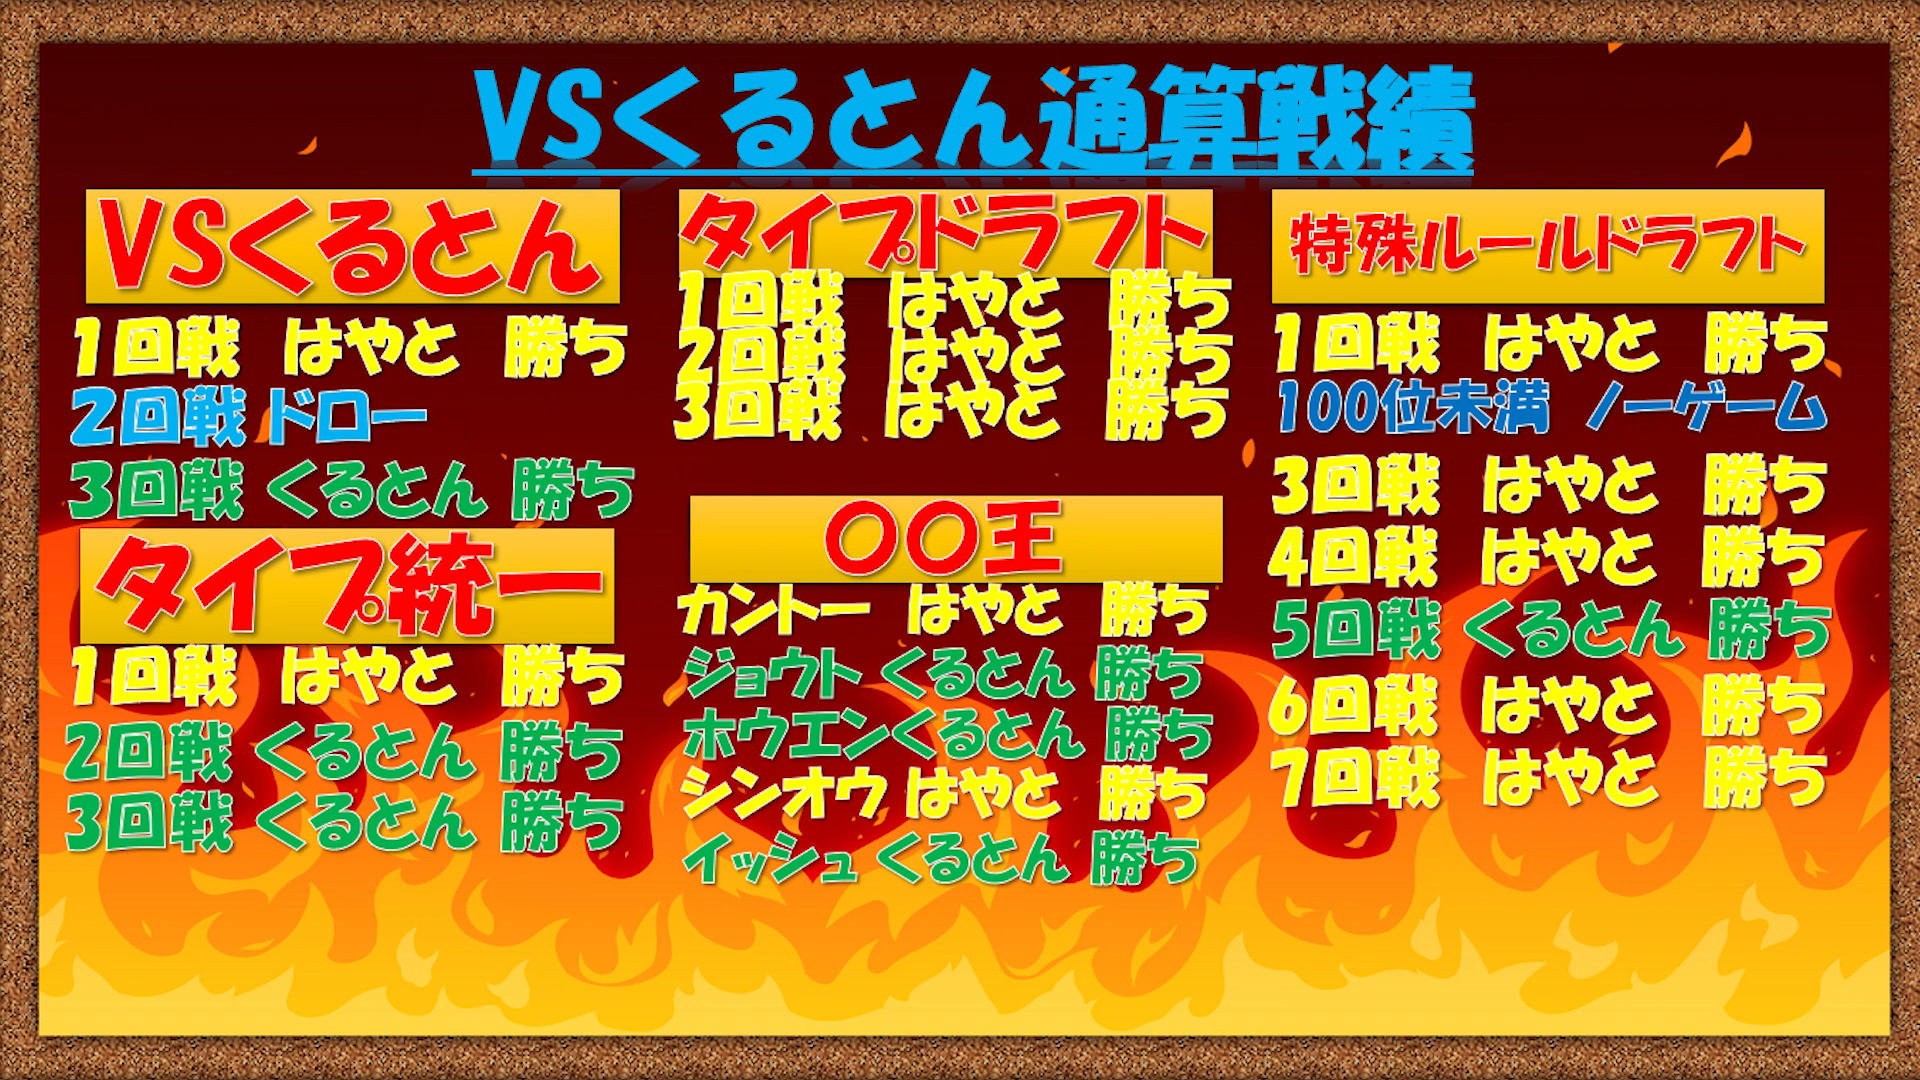 VSくるとん通算戦績
VSくるとん
1回戦 はやと 勝ち
2回戦 ドロー
3回戦 くるとん 勝ち
タイプ統一
1回戦 はやと 勝ち
2回戦 くるとん 勝ち
3回戦 くるとん 勝ち
タイプドラフト
1回戦 はやと 勝ち
2回戦 はやと 勝ち
3回戦 はやと 勝ち
〇〇王
カントー はやと 勝ち
ジョウト くるとん 勝ち
ホウエン くるとん 勝ち
シンオウ はやと 勝ち
イッシュ くるとん 勝ち
特殊ルールドラフト
1回戦 はやと 勝ち
100位未満 ノーゲーム
3回戦 はやと 勝ち
4回戦 はやと 勝ち
5回戦 くるとん 勝ち
6回戦 はやと 勝ち
7回戦 はやと 勝ち